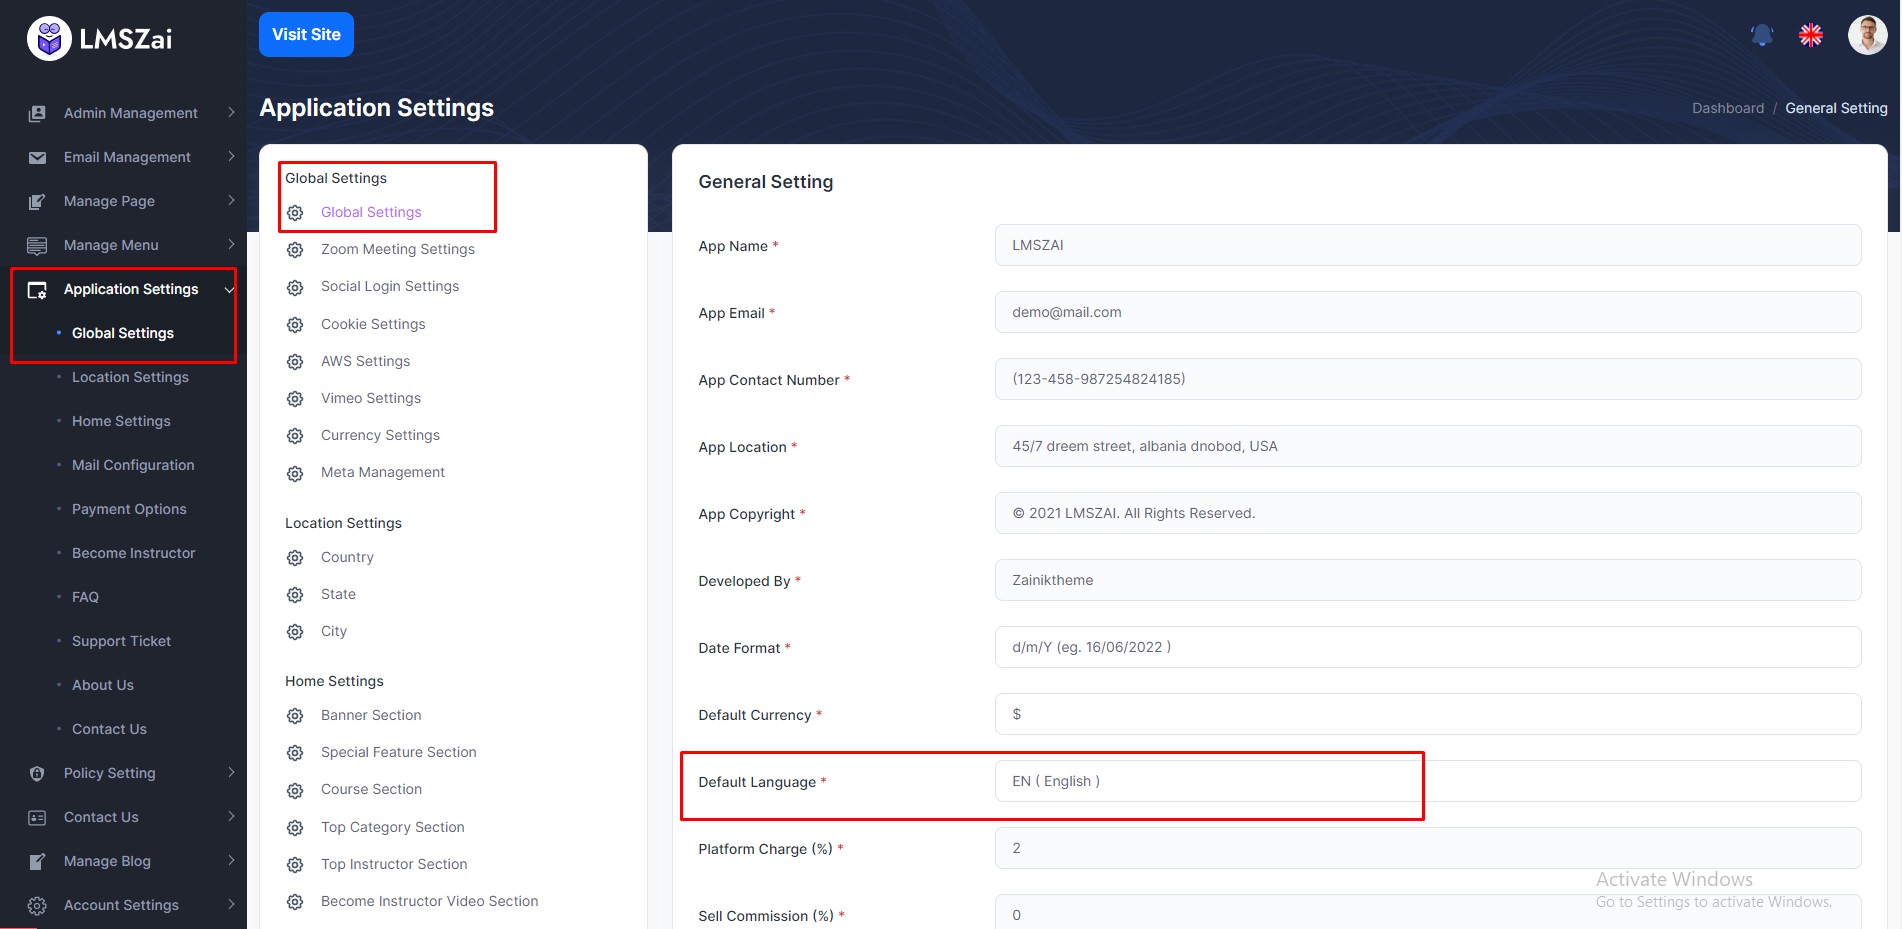 LMSZai
Visit Site
Admin Management
Email Management
Manage Page
Manage Menu
Application Settings
Global Settings
Location Settings
Home Settings
Mail Configuration
Payment Options
Become Instructor
FAQ
Support Ticket
About Us
Contact Us
Policy Setting
Contact Us
Manage Blog
Account Settings
Application Settings
Dashboard / General Setting
Global Settings
Global Settings
Zoom Meeting Settings
Social Login Settings
Cookie Settings
AWS Settings
Vimeo Settings
Currency Settings
Meta Management
Location Settings
Country
State
City
Home Settings
Banner Section
Special Feature Section
Course Section
Top Category Section
Top Instructor Section
Become Instructor Video Section
General Setting
App Name * LMSZAI
App Email * demo@mail.com
App Contact Number * (123-458-987254824185)
App Location * 45/7 dreem street, albania dnobod, USA
App Copyright * © 2021 LMSZAI. All Rights Reserved.
Developed By * Zainiktheme
Date Format * d/m/Y (eg. 16/06/2022 )
Default Currency * $
Default Language * EN ( English )
Platform Charge (%) * 2
Sell Commission (%) * 0
Activate Windows
Go to Settings to activate Windows.